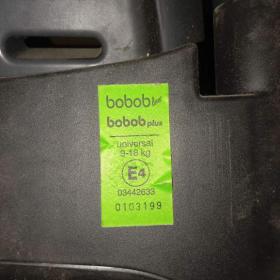 bobob
bobob plus
universal
9-18 kg
E4
03442633
0103199